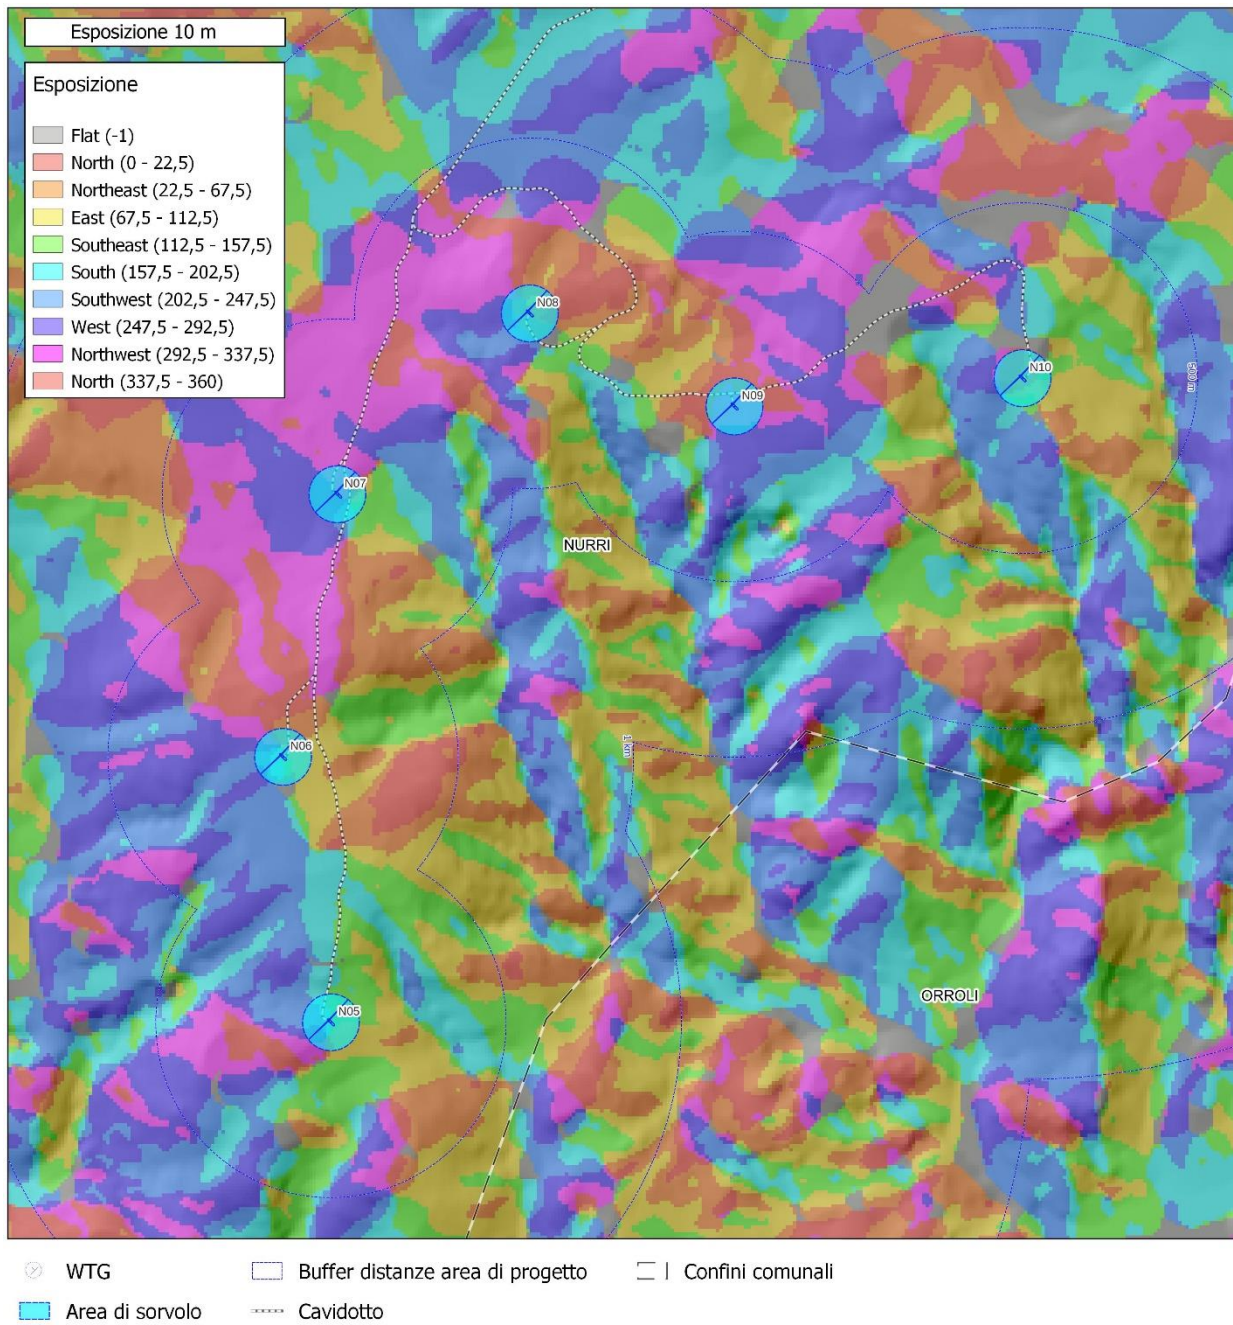 Esposizione 10 m
Esposizione
Flat (-1)
North (0 - 22,5)
Northeast (22,5 - 67,5)
East (67,5 - 112,5)
Southeast (112,5 - 157,5)
South (157,5 - 202,5)
Southwest (202,5 - 247,5)
West (247,5 - 292,5)
Northwest (292,5 - 337,5)
North (337,5 - 360)
N08
N10
500 m
N09
N07
NURRI
N06
1 km
ORROLI
N05
WTG
Buffer distanze area di progetto
Confini comunali
Area di sorvolo
Cavidotto